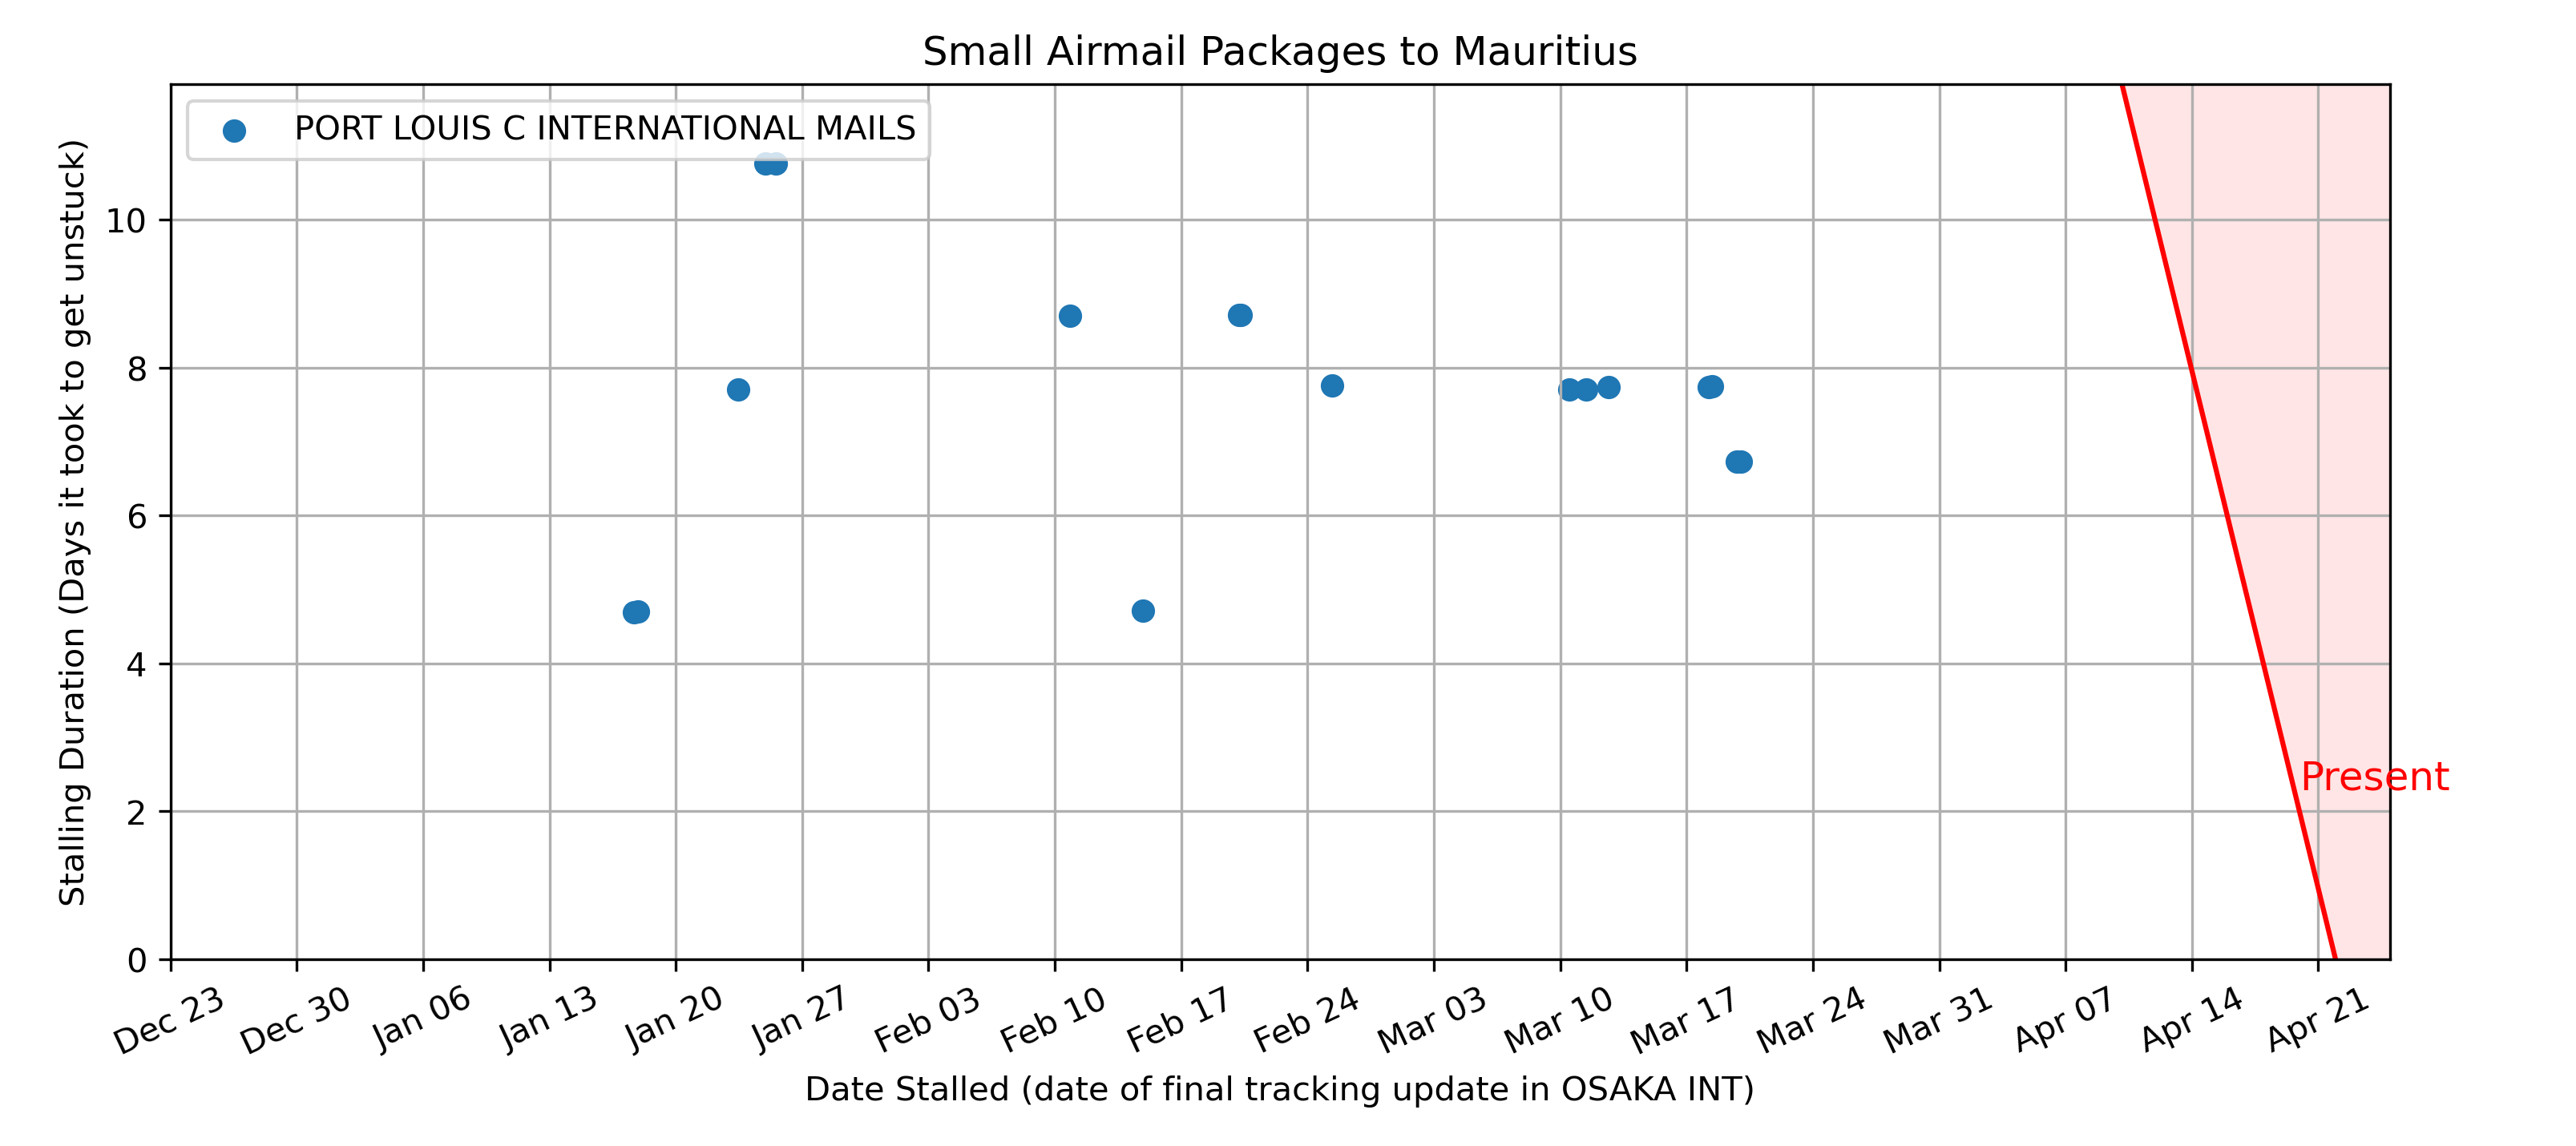 Small Airmail Packages to Mauritius
PORT LOUIS C INTERNATIONAL MAILS
Stalling Duration (Days it took to get unstuck)
10
8
6
4
2
0
Present
Dec 23
Dec 30
Jan 06
Jan 13
Jan 20
Jan 27
Feb 03
Feb 10
Feb 17
Feb 24
Mar 03
Mar 10
Mar 17
Mar 24
Mar 31
Apr 07
Apr 14
Apr 21
Date Stalled (date of final tracking update in OSAKA INT)